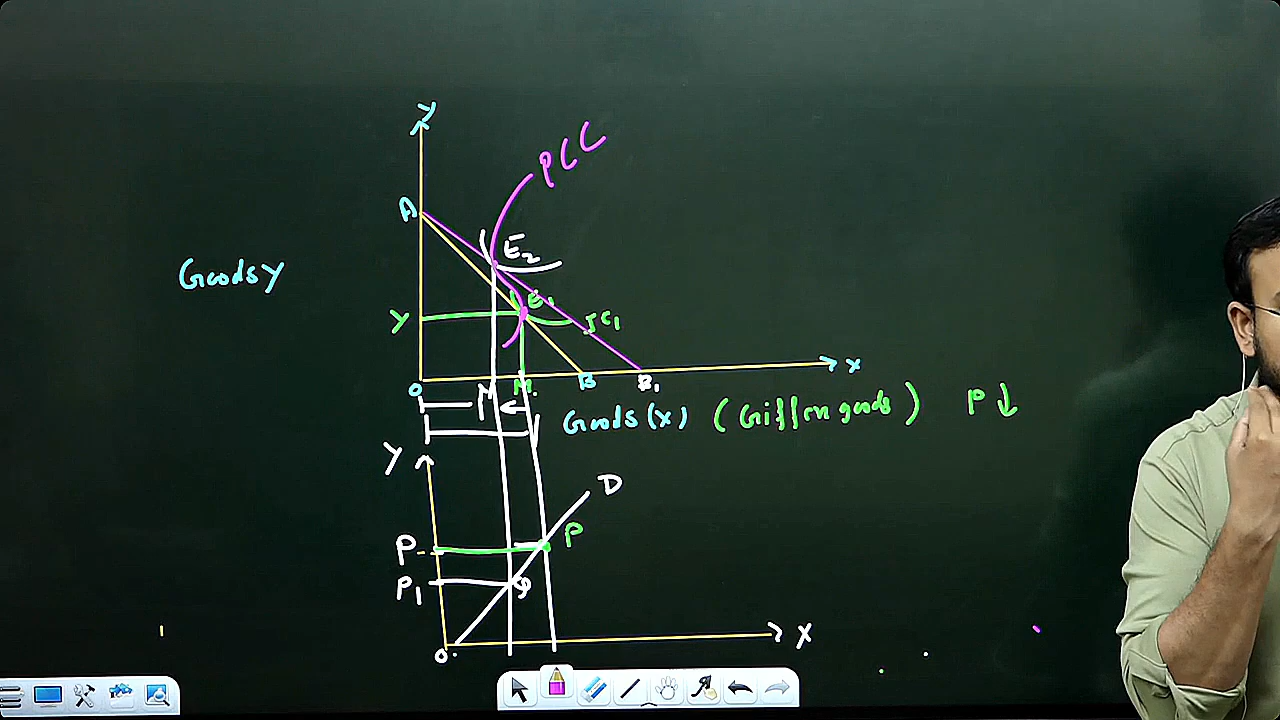 Y
PCC
A
E2
Goods Y
E1
Y
IC1
O
M
M1
B
B1
X
Goods (x) (Giffen goods) P↓
Y
D
P
P
P1
Q
O
X